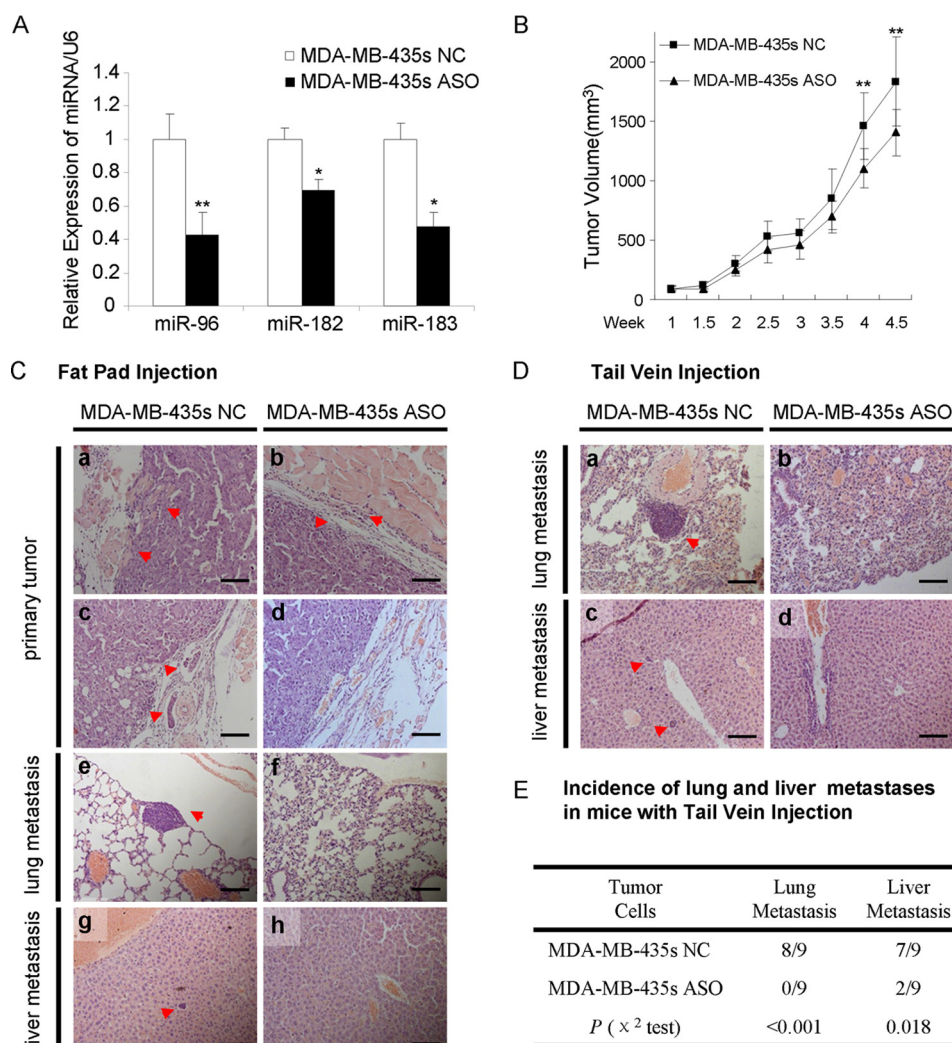 A
MDA-MB-435s NC
MDA-MB-435s ASO
Relative Expression of miRNA/U6
1.4
1.2
1
0.8
0.6
0.4
0.2
0
**
*
*
miR-96 miR-182 miR-183
B
MDA-MB-435s NC
MDA-MB-435s ASO
Tumor Volume(mm³)
2000
1500
1000
500
0
**
**
Week 1 1.5 2 2.5 3 3.5 4 4.5
C Fat Pad Injection
MDA-MB-435s NC MDA-MB-435s ASO
primary tumor
a b
c d
lung metastasis
e f
liver metastasis
g h
D Tail Vein Injection
MDA-MB-435s NC MDA-MB-435s ASO
lung metastasis
a b
liver metastasis
c d
E Incidence of lung and liver metastases
in mice with Tail Vein Injection
Tumor Lung Liver
Cells Metastasis Metastasis
MDA-MB-435s NC 8/9 7/9
MDA-MB-435s ASO 0/9 2/9
P ( x ² test) <0.001 0.018